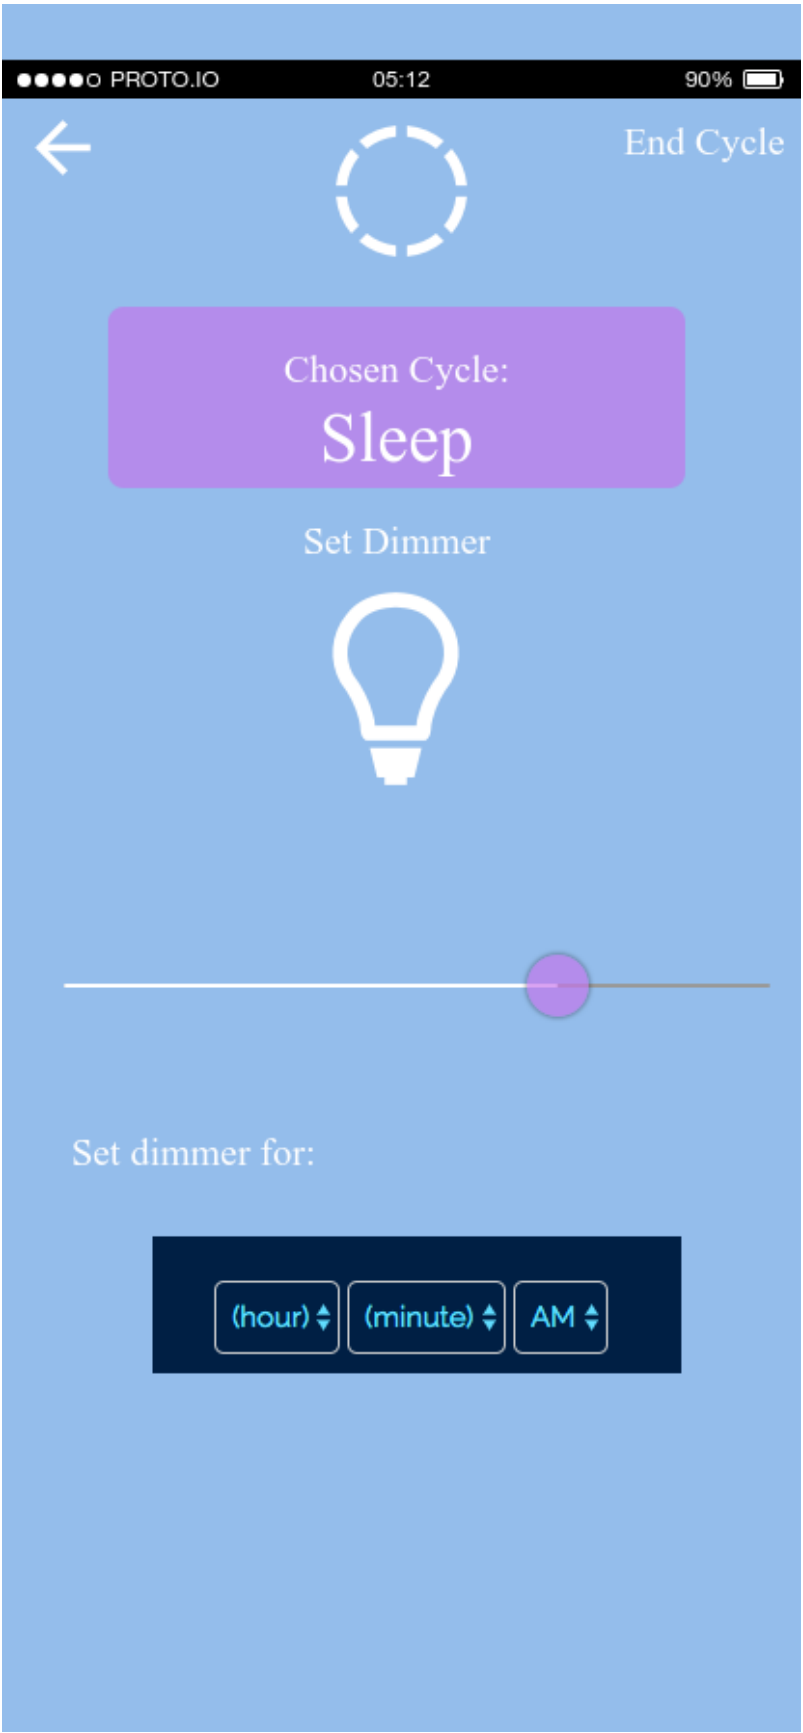 PROTO.IO 05:12 90%
End Cycle
Chosen Cycle:
Sleep
Set Dimmer
Set dimmer for:
(hour) (minute) AM